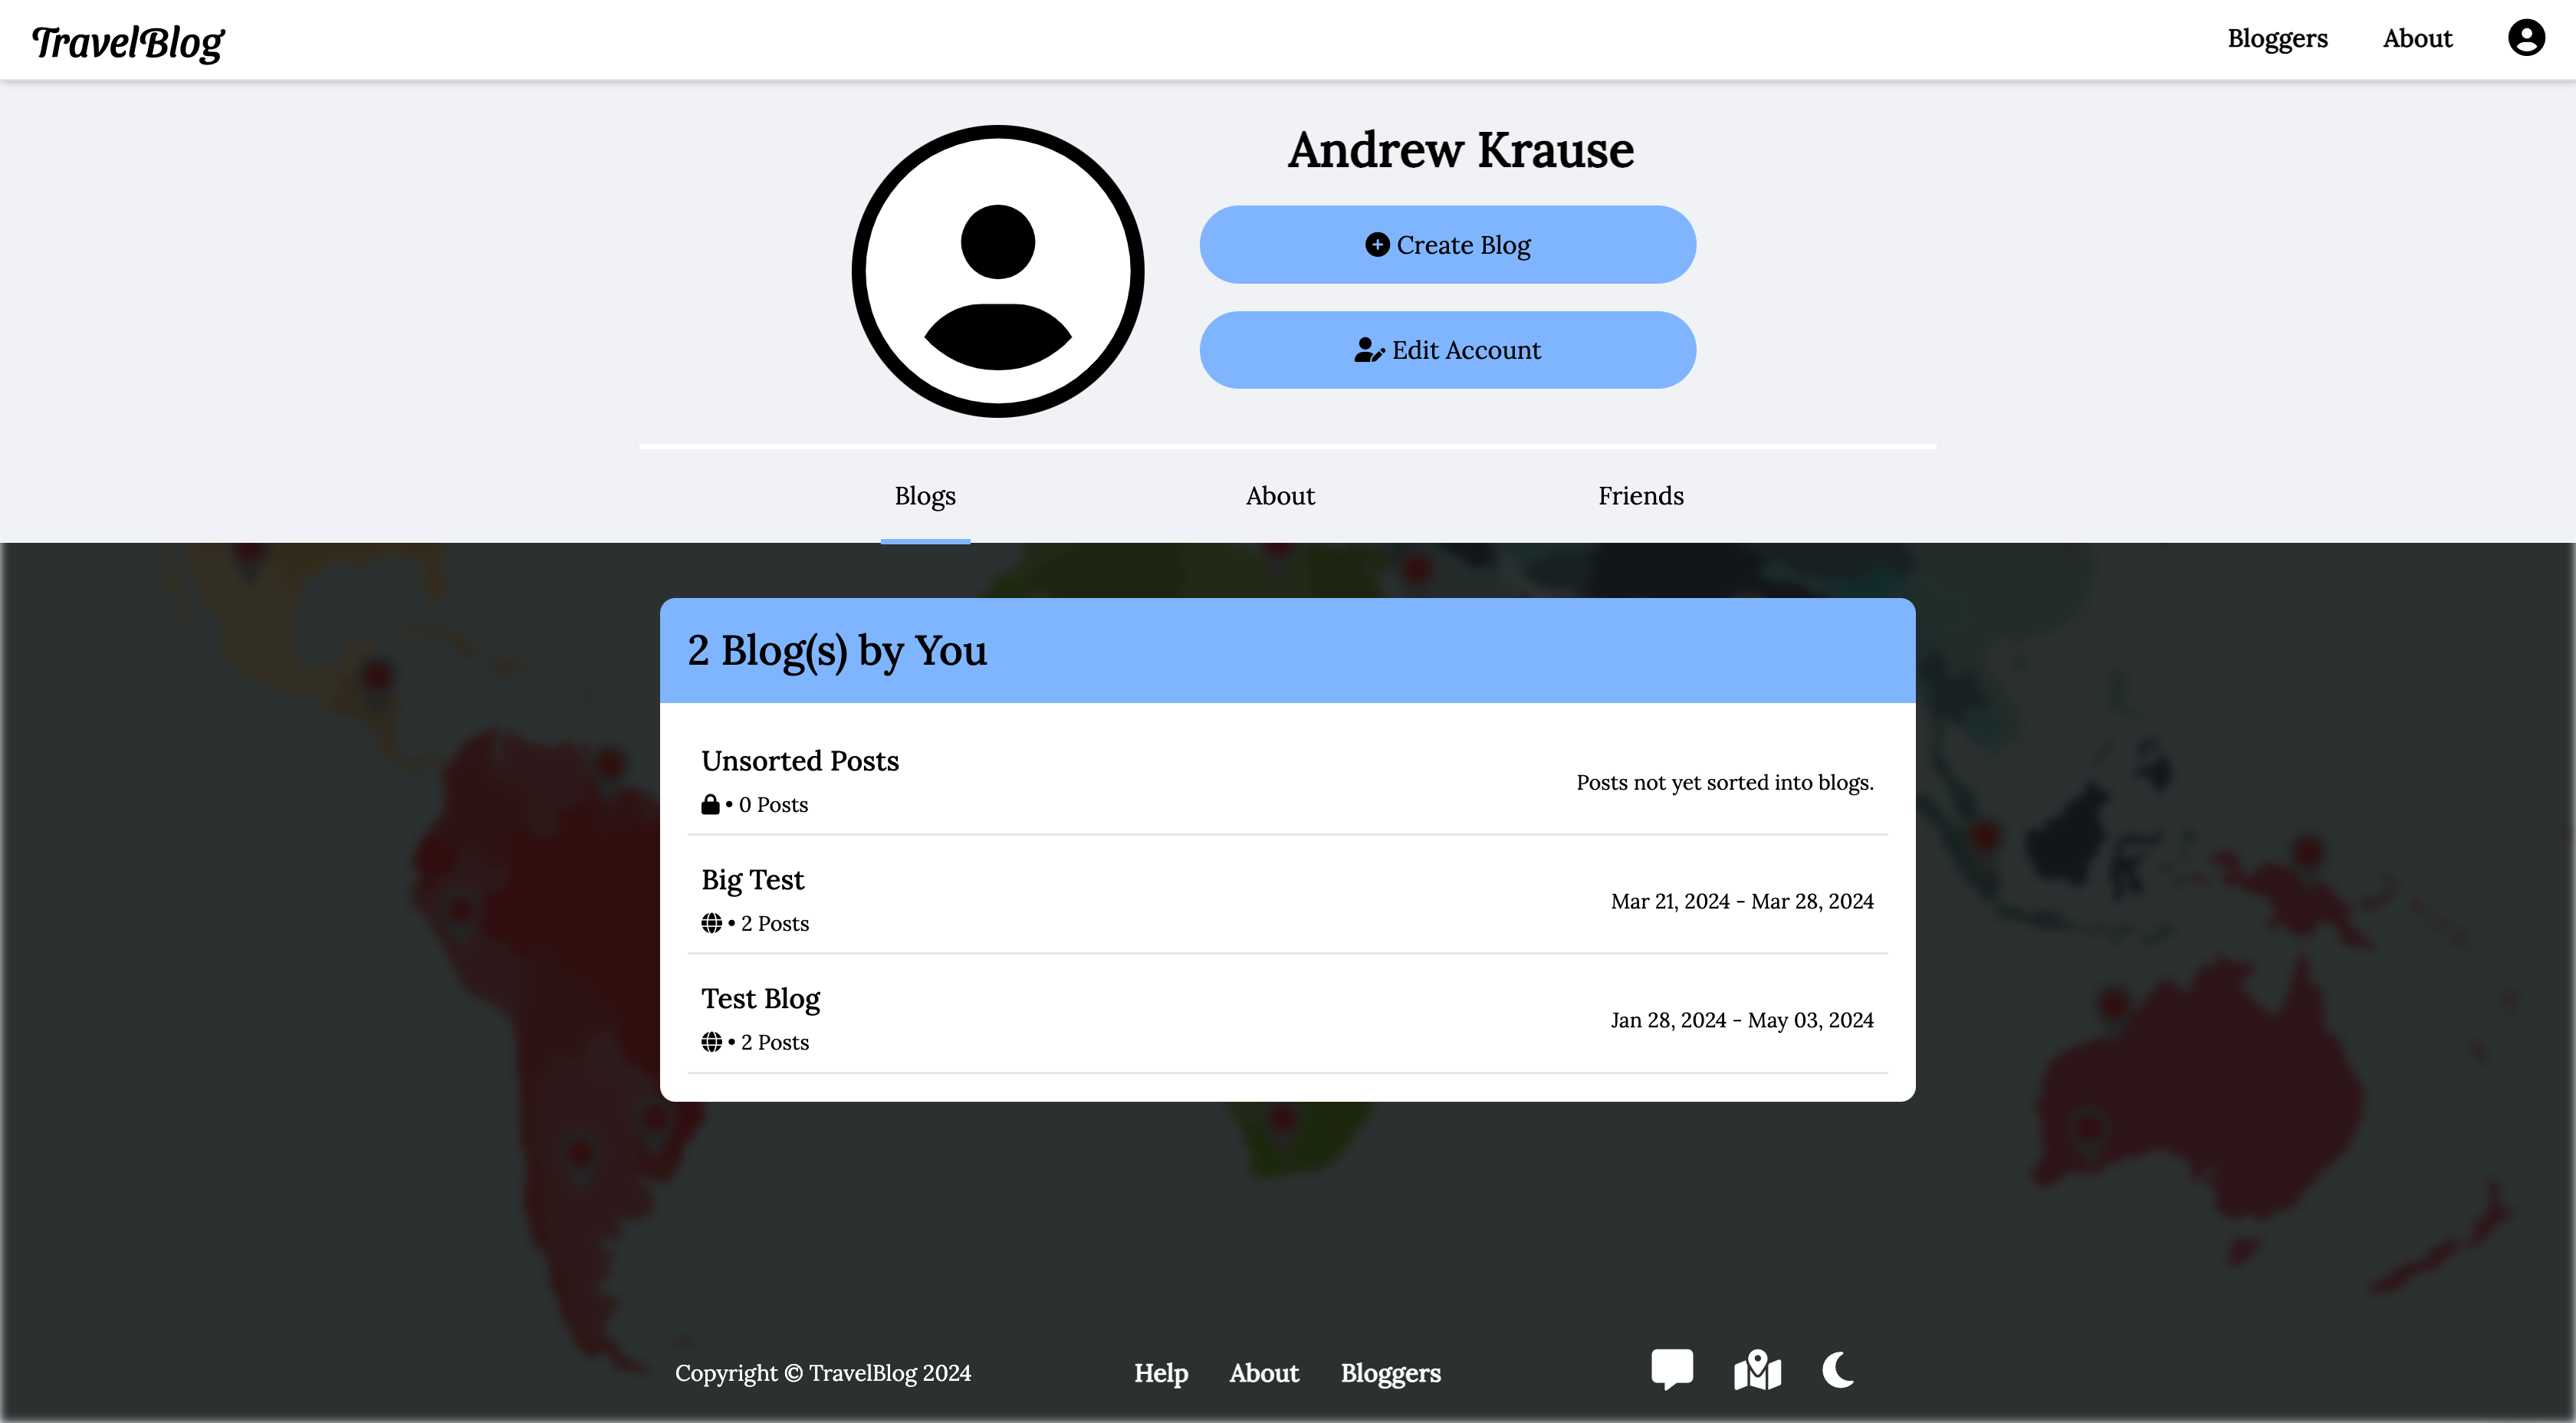 TravelBlog
Bloggers
About
Andrew Krause
Create Blog
Edit Account
Blogs
About
Friends
2 Blog(s) by You
Unsorted Posts
• 0 Posts
Posts not yet sorted into blogs.
Big Test
• 2 Posts
Mar 21, 2024 - Mar 28, 2024
Test Blog
• 2 Posts
Jan 28, 2024 - May 03, 2024
Copyright © TravelBlog 2024
Help
About
Bloggers